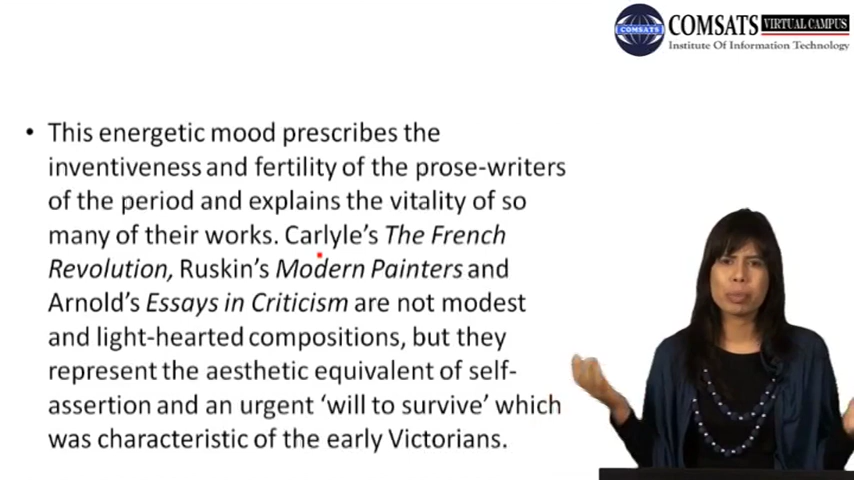 COMSATS
COMSATS VIRTUAL CAMPUS
Institute Of Information Technology
• This energetic mood prescribes the
inventiveness and fertility of the prose-writers
of the period and explains the vitality of so
many of their works. Carlyle's The French
Revolution, Ruskin's Modern Painters and
Arnold's Essays in Criticism are not modest
and light-hearted compositions, but they
represent the aesthetic equivalent of self-
assertion and an urgent 'will to survive' which
was characteristic of the early Victorians.